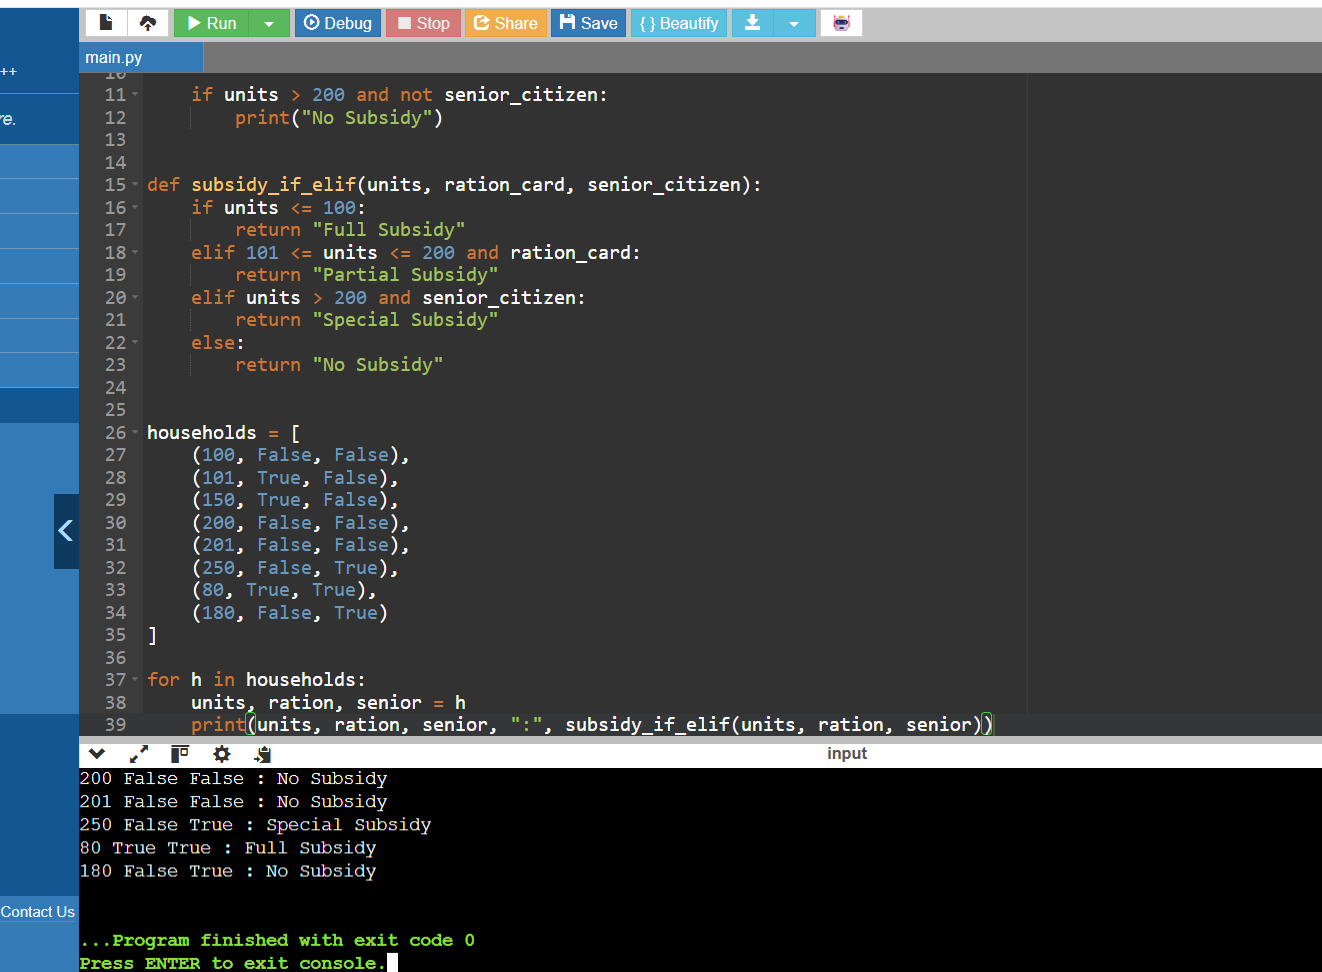 Run Debug Stop Share Save { } Beautify
main.py
++
re.
10
11 if units > 200 and not senior_citizen:
12 print("No Subsidy")
13
14
15 def subsidy_if_elif(units, ration_card, senior_citizen):
16 if units <= 100:
17 return "Full Subsidy"
18 elif 101 <= units <= 200 and ration_card:
19 return "Partial Subsidy"
20 elif units > 200 and senior_citizen:
21 return "Special Subsidy"
22 else:
23 return "No Subsidy"
24
25
26 households = [
27 (100, False, False),
28 (101, True, False),
29 (150, True, False),
30 (200, False, False),
31 (201, False, False),
32 (250, False, True),
33 (80, True, True),
34 (180, False, True)
35 ]
36
37 for h in households:
38 units, ration, senior = h
39 print(units, ration, senior, ":", subsidy_if_elif(units, ration, senior))
input
200 False False : No Subsidy
201 False False : No Subsidy
250 False True : Special Subsidy
80 True True : Full Subsidy
180 False True : No Subsidy
Contact Us
...Program finished with exit code 0
Press ENTER to exit console.